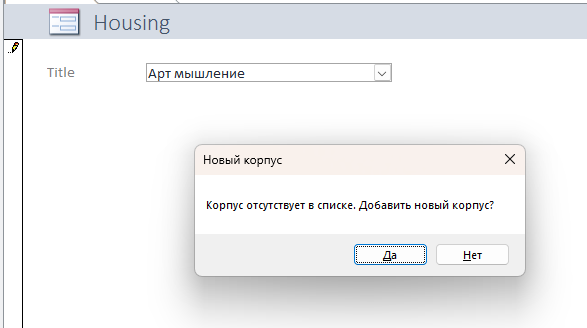 Housing
Title
Арт мышление
Новый корпус
Корпус отсутствует в списке. Добавить новый корпус?
Да
Нет